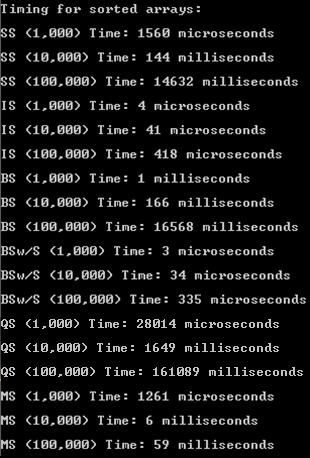 Timing for sorted arrays:
SS (1,000) Time: 1560 microseconds
SS (10,000) Time: 144 milliseconds
SS (100,000) Time: 14632 milliseconds
IS (1,000) Time: 4 microseconds
IS (10,000) Time: 41 microseconds
IS (100,000) Time: 418 microseconds
BS (1,000) Time: 1 milliseconds
BS (10,000) Time: 166 milliseconds
BS (100,000) Time: 16568 milliseconds
BSw/S (1,000) Time: 3 microseconds
BSw/S (10,000) Time: 34 microseconds
BSw/S (100,000) Time: 335 microseconds
QS (1,000) Time: 28014 microseconds
QS (10,000) Time: 1649 milliseconds
QS (100,000) Time: 161089 milliseconds
MS (1,000) Time: 1261 microseconds
MS (10,000) Time: 6 milliseconds
MS (100,000) Time: 59 milliseconds